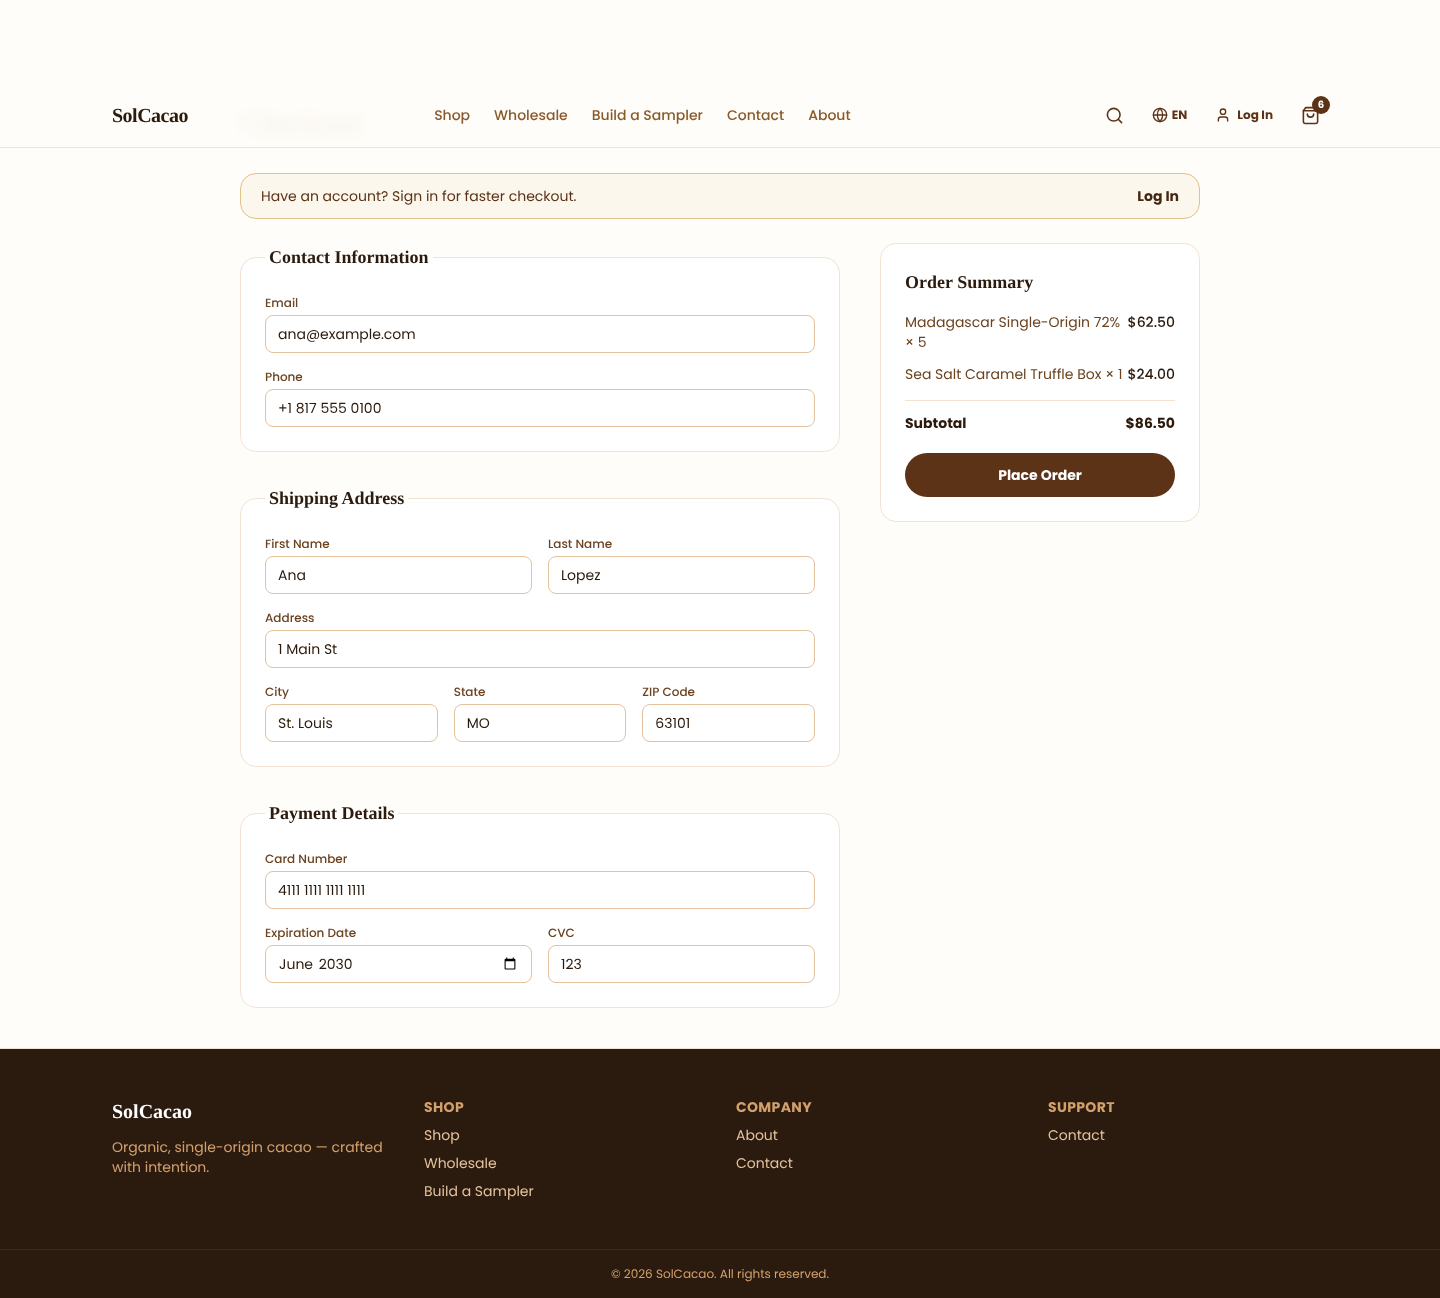 SolCacao
Shop
Wholesale
Build a Sampler
Contact
About
EN
Log In
6
Have an account? Sign in for faster checkout.
Log In
Contact Information
Email
ana@example.com
Phone
+1 817 555 0100
Shipping Address
First Name
Last Name
Ana
Lopez
Address
1 Main St
City
State
ZIP Code
St. Louis
MO
63101
Payment Details
Card Number
4111 1111 1111 1111
Expiration Date
CVC
June 2030
123
Order Summary
Madagascar Single-Origin 72% $62.50
× 5
Sea Salt Caramel Truffle Box × 1 $24.00
Subtotal $86.50
Place Order
SolCacao
Organic, single-origin cacao — crafted
with intention.
SHOP
Shop
Wholesale
Build a Sampler
COMPANY
About
Contact
SUPPORT
Contact
© 2026 SolCacao. All rights reserved.